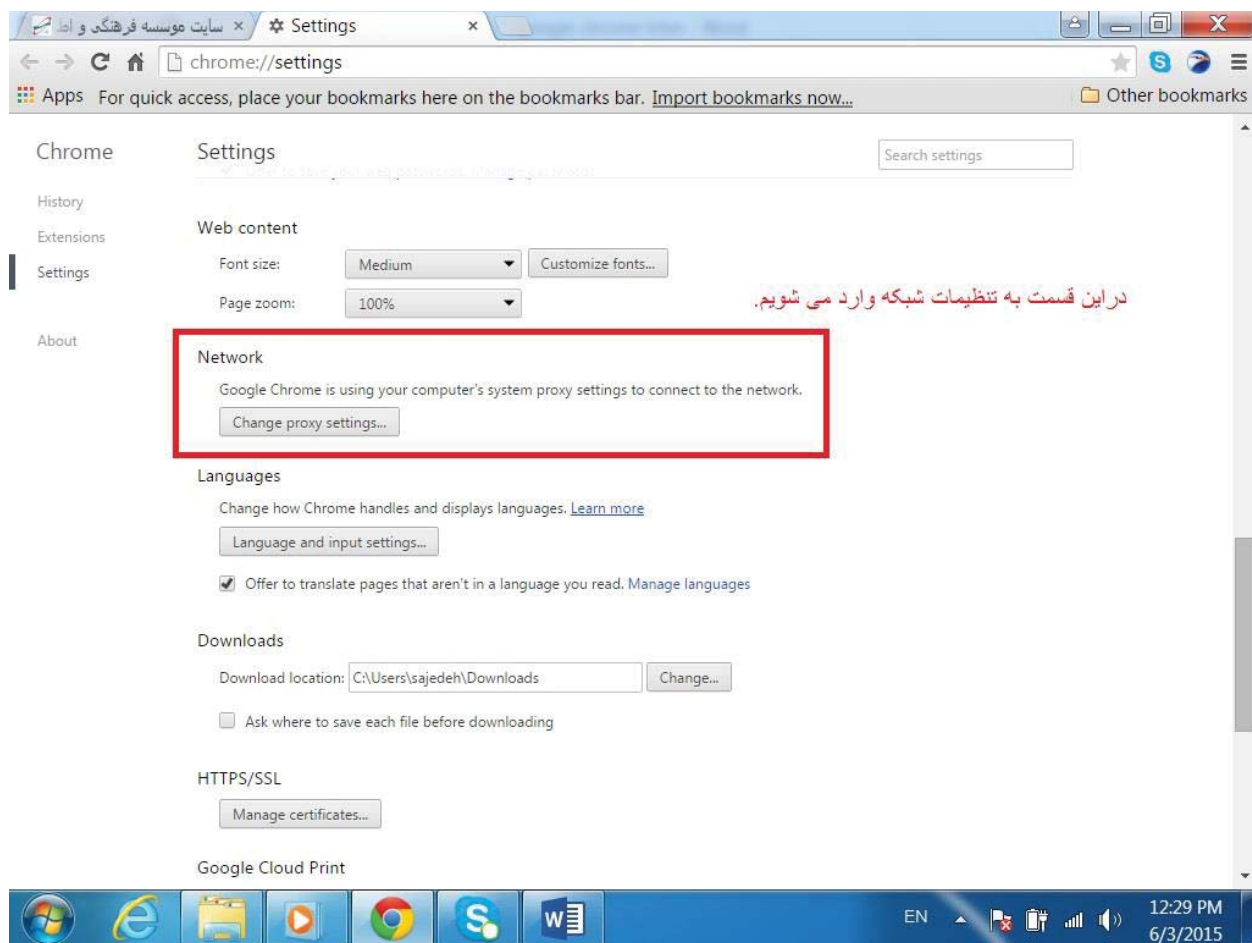 سایت موسسه فرهنگی و اط
Settings
chrome://settings
Apps For quick access, place your bookmarks here on the bookmarks bar. Import bookmarks now... Other bookmarks
Chrome
Settings
Search settings
History
Extensions
Settings
About
Web content
Font size: Medium Customize fonts...
Page zoom: 100%
در این قسمت به تنظیمات شبکه وارد می شویم.
Network
Google Chrome is using your computer's system proxy settings to connect to the network.
Change proxy settings...
Languages
Change how Chrome handles and displays languages. Learn more
Language and input settings...
Offer to translate pages that aren't in a language you read. Manage languages
Downloads
Download location: C:\Users\sajedeh\Downloads Change...
Ask where to save each file before downloading
HTTPS/SSL
Manage certificates...
Google Cloud Print
EN
12:29 PM
6/3/2015